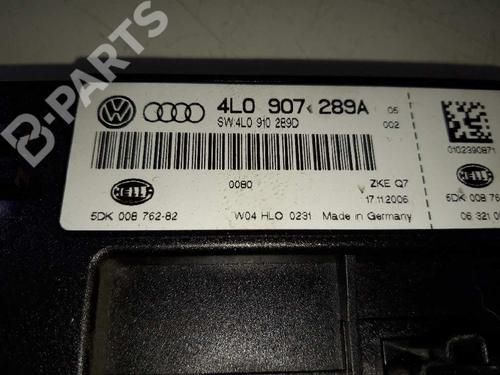 B-PARTS
4L0 907 289A 05
SW:4L0 910 289D 002
0102390871
HELLA
0080
ZKE Q7
17.11.2006
5DK 008 762-82
W04 HLO 0231 Made in Germany
5DK 008 76
06 321 0